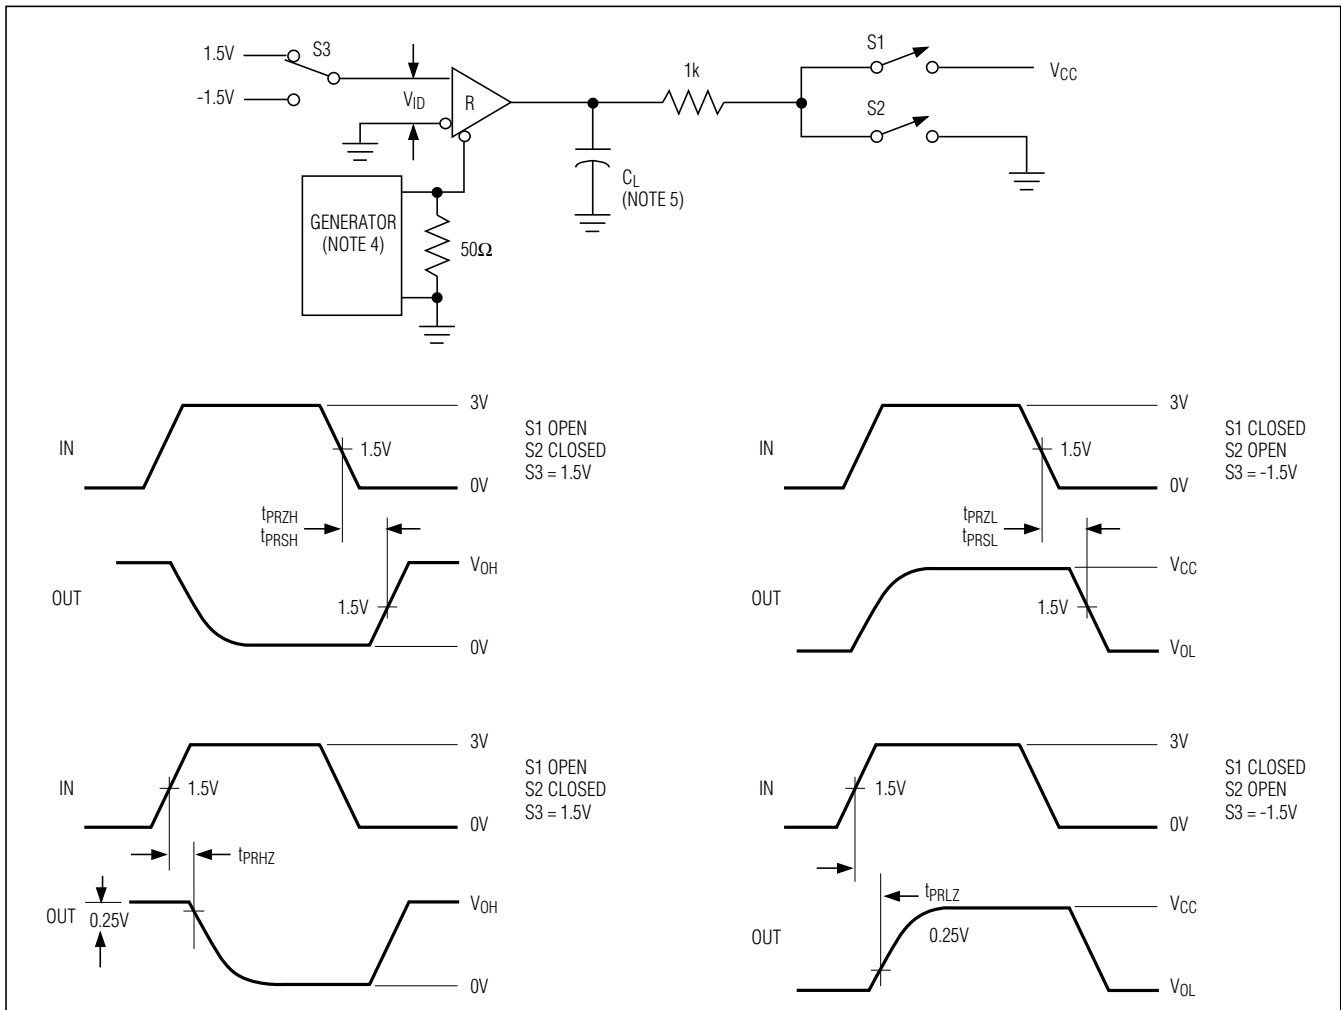 1.5V
S3
-1.5V
VID
R
1k
S1
VCC
S2
CL
(NOTE 5)
GENERATOR
(NOTE 4)
50Ω
IN
3V
1.5V
0V
S1 OPEN
S2 CLOSED
S3 = 1.5V
tPRZH
tPRSH
OUT
VOH
1.5V
0V
3V
1.5V
0V
S1 CLOSED
S2 OPEN
S3 = -1.5V
tPRZL
tPRSL
OUT
VCC
1.5V
VOL
IN
3V
1.5V
0V
S1 OPEN
S2 CLOSED
S3 = 1.5V
tPRHZ
OUT
0.25V
VOH
0V
IN
3V
1.5V
0V
S1 CLOSED
S2 OPEN
S3 = -1.5V
tPRLZ
OUT
VCC
0.25V
VOL